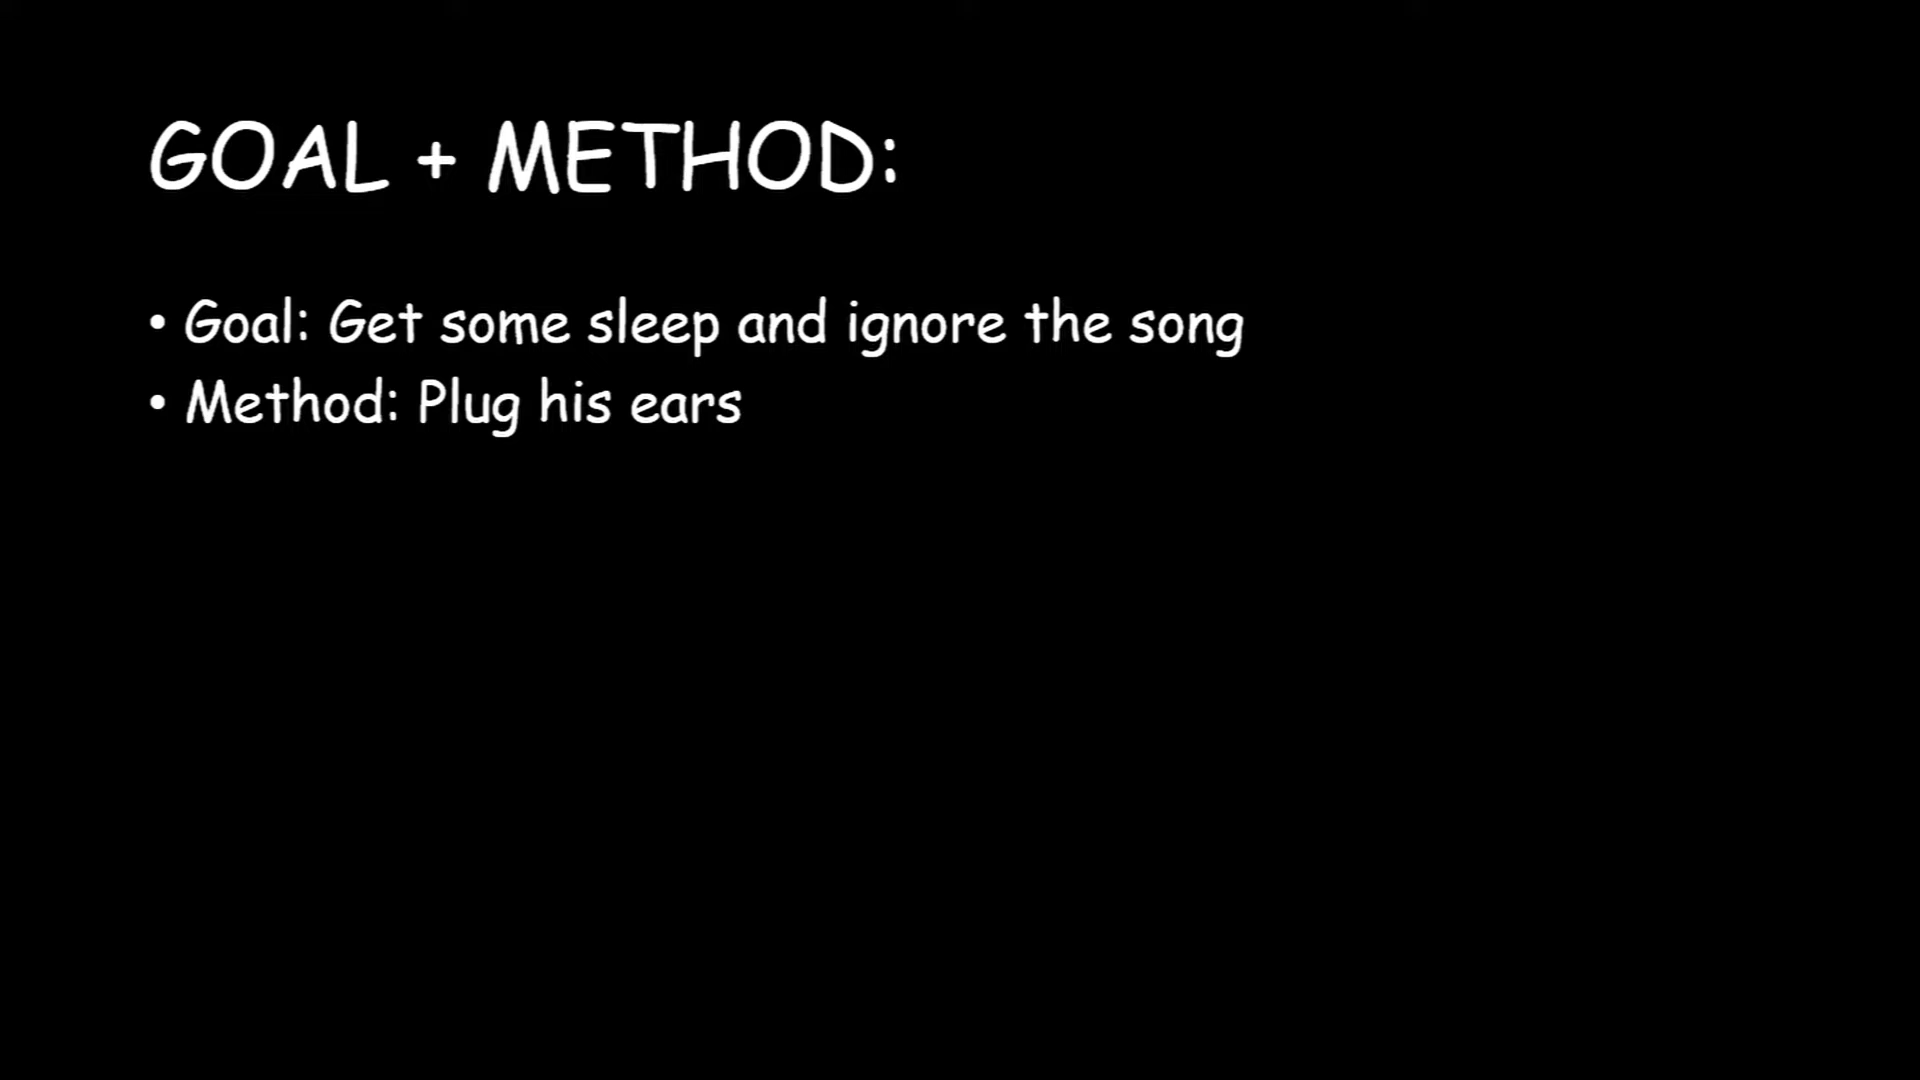 GOAL + METHOD:
• Goal: Get some sleep and ignore the song
• Method: Plug his ears